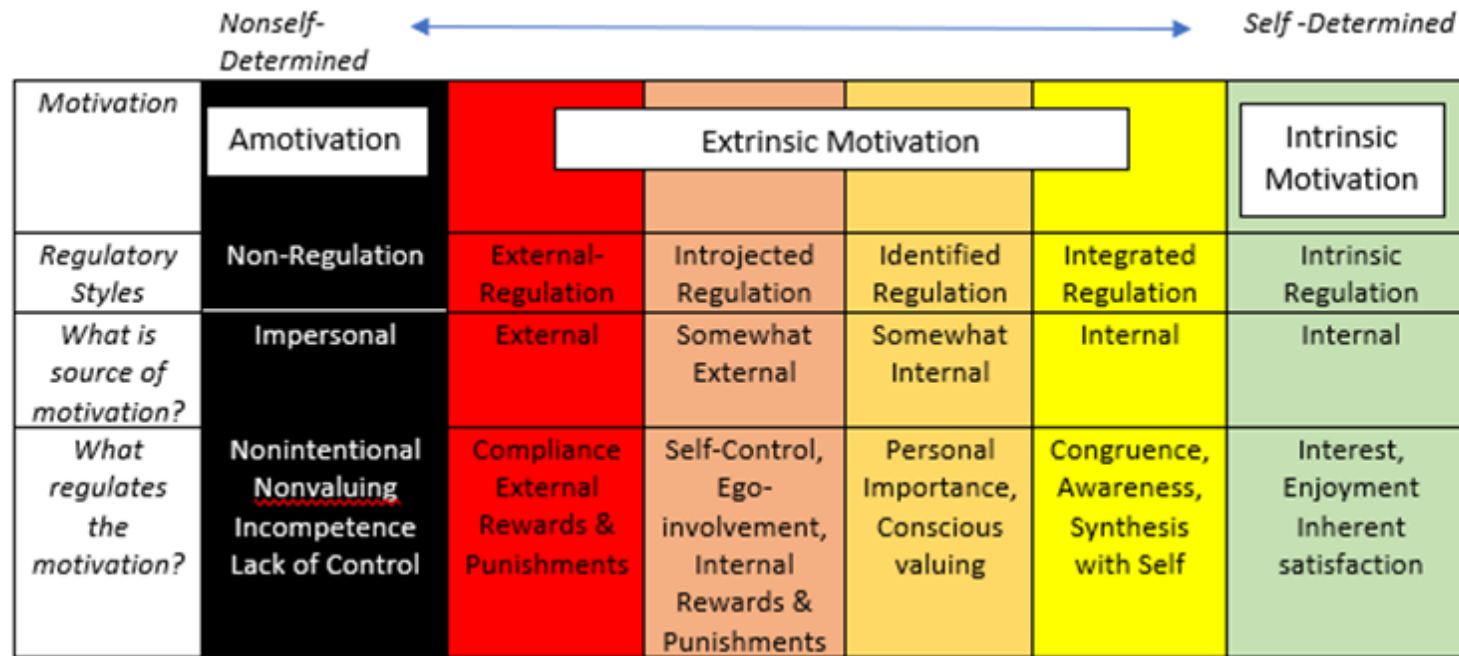 Nonself-
Determined
Self -Determined
Motivation
Amotivation
Extrinsic Motivation
Intrinsic
Motivation
Regulatory
Styles
Non-Regulation
External-
Regulation
Introjected
Regulation
Identified
Regulation
Integrated
Regulation
Intrinsic
Regulation
What is
source of
motivation?
Impersonal
External
Somewhat
External
Somewhat
Internal
Internal
Internal
What
regulates
the
motivation?
Nonintentional
Nonvaluing
Incompetence
Lack of Control
Compliance
External
Rewards &
Punishments
Self-Control,
Ego-
involvement,
Internal
Rewards &
Punishments
Personal
Importance,
Conscious
valuing
Congruence,
Awareness,
Synthesis
with Self
Interest,
Enjoyment
Inherent
satisfaction